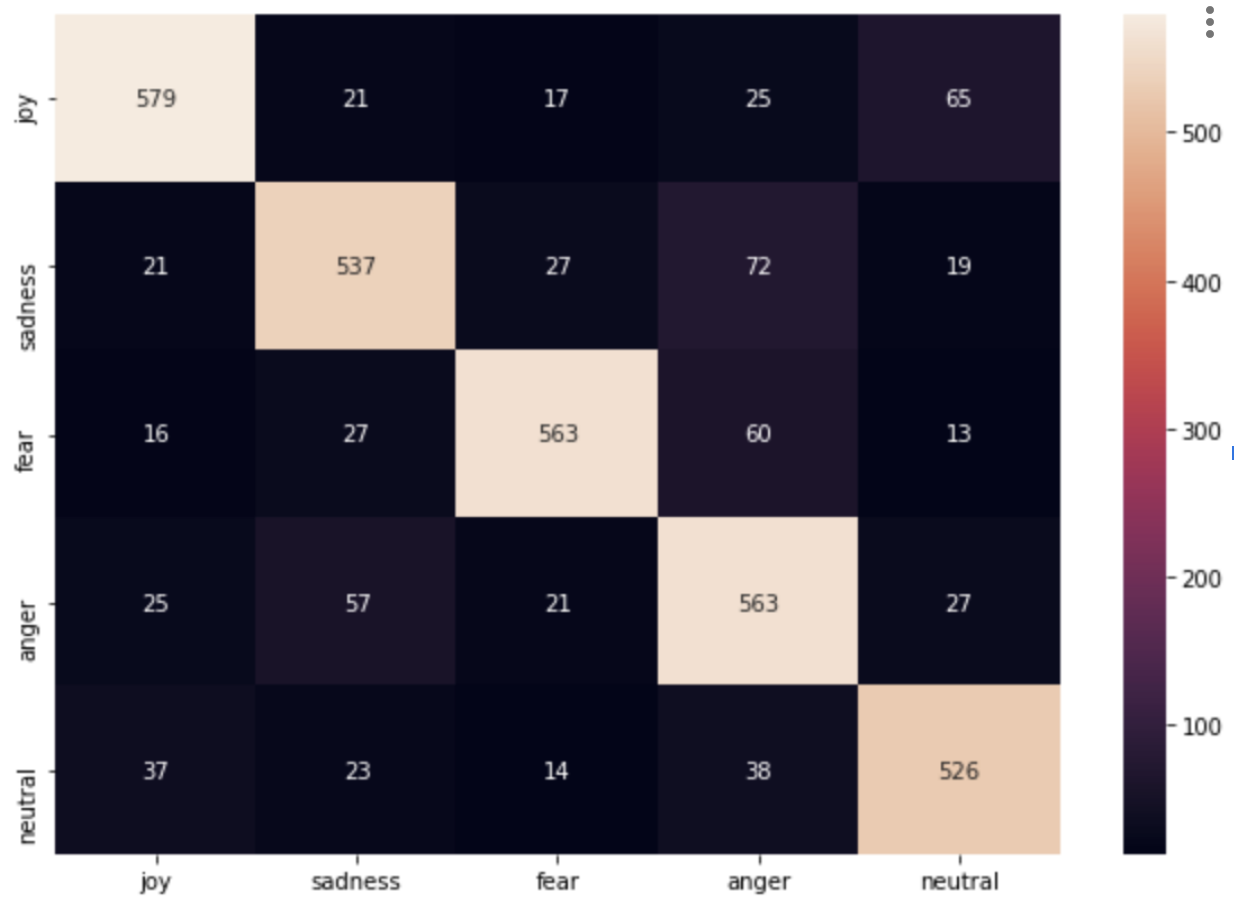 joy 579 21 17 25 65
sadness 21 537 27 72 19
fear 16 27 563 60 13
anger 25 57 21 563 27
neutral 37 23 14 38 526
joy sadness fear anger neutral
500
400
300
200
100